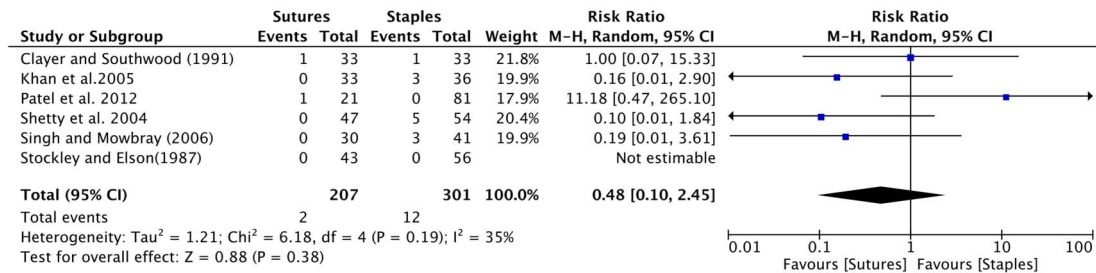 Sutures Staples Risk Ratio Risk Ratio
Study or Subgroup Events Total Events Total Weight M-H, Random, 95% CI M-H, Random, 95% CI
Clayer and Southwood (1991) 1 33 1 33 21.8% 1.00 [0.07, 15.33]
Khan et al.2005 0 33 3 36 19.9% 0.16 [0.01, 2.90]
Patel et al. 2012 1 21 0 81 17.9% 11.18 [0.47, 265.10]
Shetty et al. 2004 0 47 5 54 20.4% 0.10 [0.01, 1.84]
Singh and Mowbray (2006) 0 30 3 41 19.9% 0.19 [0.01, 3.61]
Stockley and Elson(1987) 0 43 0 56 Not estimable
Total (95% CI) 207 301 100.0% 0.48 [0.10, 2.45]
Total events 2 12
Heterogeneity: Tau² = 1.21; Chi² = 6.18, df = 4 (P = 0.19); I² = 35%
Test for overall effect: Z = 0.88 (P = 0.38)
0.01 0.1 1 10 100
Favours [Sutures] Favours [Staples]